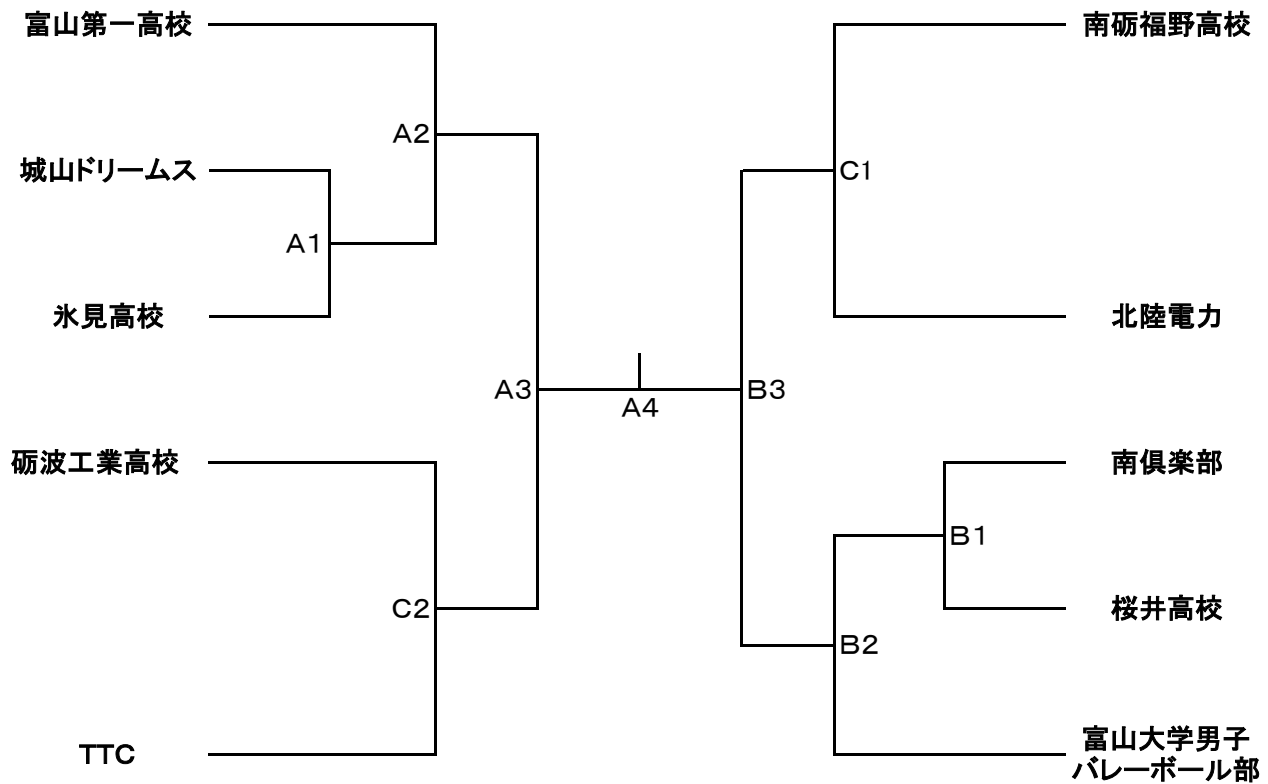 富山第一高校
南砺福野高校
A2
城山ドリームス
C1
A1
氷見高校
北陸電力
A3
B3
A4
砺波工業高校
南倶楽部
B1
C2
桜井高校
B2
TTC
富山大学男子
バレーボール部